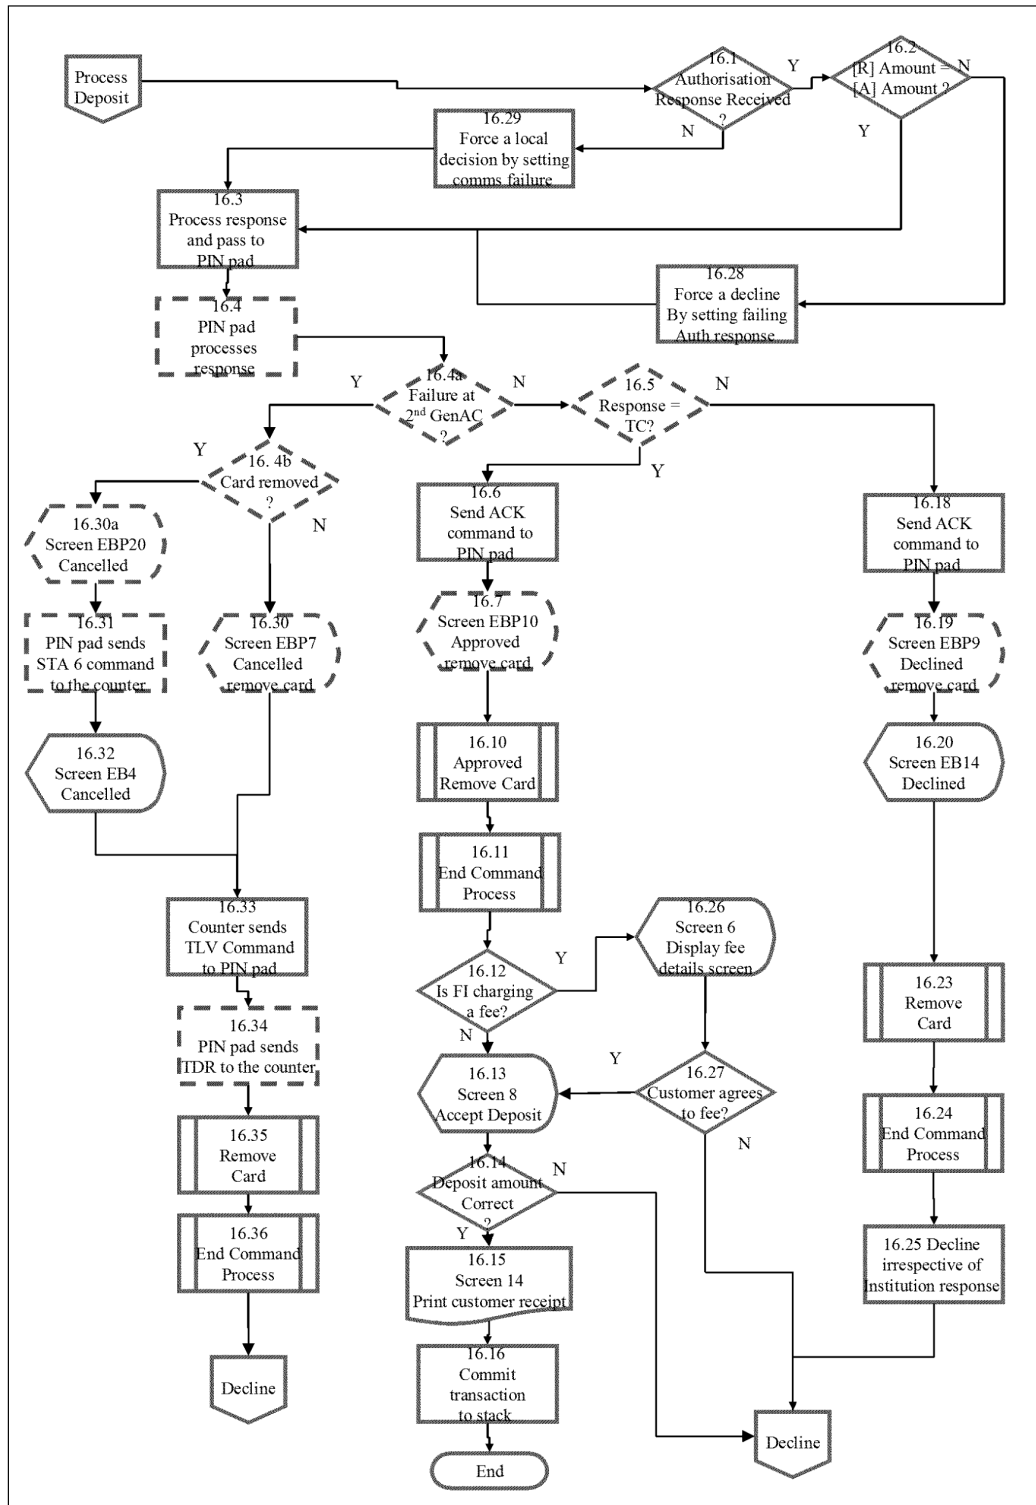 Process
Deposit
16.1
Authorisation
Response Received
?
Y
N
16.2
[R] Amount =
[A] Amount ?
N
Y
16.29
Force a local
decision by setting
comms failure
16.3
Process response
and pass to
PIN pad
16.28
Force a decline
By setting failing
Auth response
16.4
PIN pad
processes
response
16.4a
Failure at
2nd GenAC
?
Y
N
16.5
Response =
TC?
N
Y
16. 4b
Card removed
?
Y
N
16.30a
Screen EBP20
Cancelled
16.31
PIN pad sends
STA 6 command
to the counter
16.30
Screen EBP7
Cancelled
remove card
16.32
Screen EB4
Cancelled
16.33
Counter sends
TLV Command
to PIN pad
16.34
PIN pad sends
TDR to the counter
16.35
Remove
Card
16.36
End Command
Process
Decline
16.6
Send ACK
command to
PIN pad
16.7
Screen EBP10
Approved
remove card
16.10
Approved
Remove Card
16.11
End Command
Process
16.12
Is FI charging
a fee?
Y
N
16.26
Screen 6
Display fee
details screen
16.27
Customer agrees
to fee?
Y
N
16.13
Screen 8
Accept Deposit
16.14
Deposit amount
Correct
?
N
Y
16.15
Screen 14
Print customer receipt
16.16
Commit
transaction
to stack
End
16.18
Send ACK
command to
PIN pad
16.19
Screen EBP9
Declined
remove card
16.20
Screen EB14
Declined
16.23
Remove
Card
16.24
End Command
Process
16.25 Decline
irrespective of
Institution response
Decline